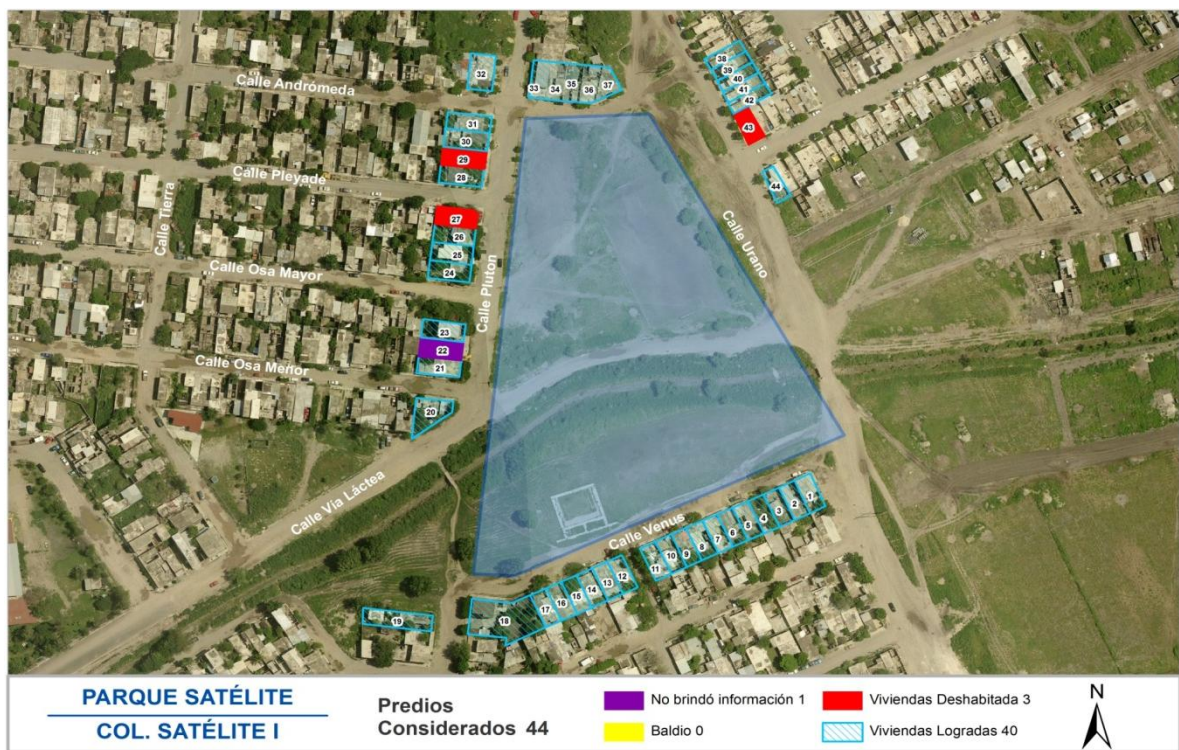 32
33
34
35
36
37
38
39
40
41
42
43
44
Calle Andrómeda
31
30
29
28
Calle Pleyade
Calle Tierra
27
26
25
24
Calle Osa Mayor
Calle Pluton
Calle Urano
23
22
21
Calle Osa Menor
20
Calle Vía Láctea
Calle Venus
1
2
3
4
5
6
7
8
9
10
11
12
13
14
15
16
17
18
19
PARQUE SATÉLITE
COL. SATÉLITE I
Predios
Considerados 44
No brindó información 1
Baldio 0
Viviendas Deshabitada 3
Viviendas Logradas 40
N